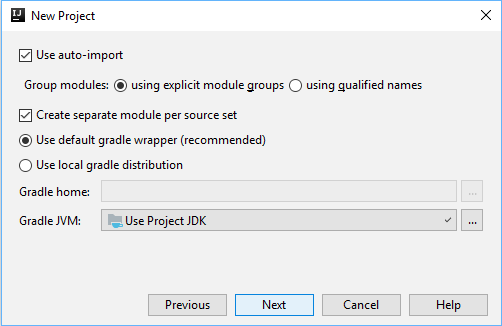 IJ New Project
Use auto-import
Group modules: using explicit module groups using qualified names
Create separate module per source set
Use default gradle wrapper (recommended)
Use local gradle distribution
Gradle home: ...
Gradle JVM: Use Project JDK ...
Previous Next Cancel Help